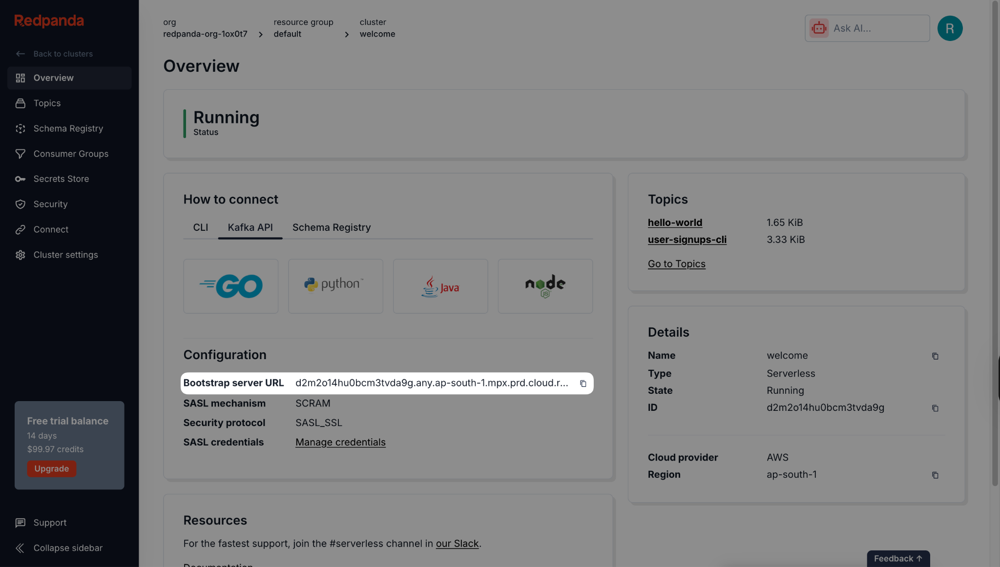 Redpanda
Back to clusters
Overview
Topics
Schema Registry
Consumer Groups
Secrets Store
Security
Connect
Cluster settings
Free trial balance
14 days
$99.97 credits
Upgrade
Support
Collapse sidebar
org
redpanda-org-1ox0t7
resource group
default
cluster
welcome
Ask AI...
R
Overview
Running
Status
How to connect
CLI Kafka API Schema Registry
GO python™ Java node JS
Configuration
Bootstrap server URL d2m2o14hu0bcm3tvda9g.any.ap-south-1.mpx.prd.cloud.r...
SASL mechanism SCRAM
Security protocol SASL_SSL
SASL credentials Manage credentials
Resources
For the fastest support, join the #serverless channel in our Slack.
Documentation
Topics
hello-world 1.65 KiB
user-signups-cli 3.33 KiB
Go to Topics
Details
Name welcome
Type Serverless
State Running
ID d2m2o14hu0bcm3tvda9g
Cloud provider AWS
Region ap-south-1
Feedback ↑